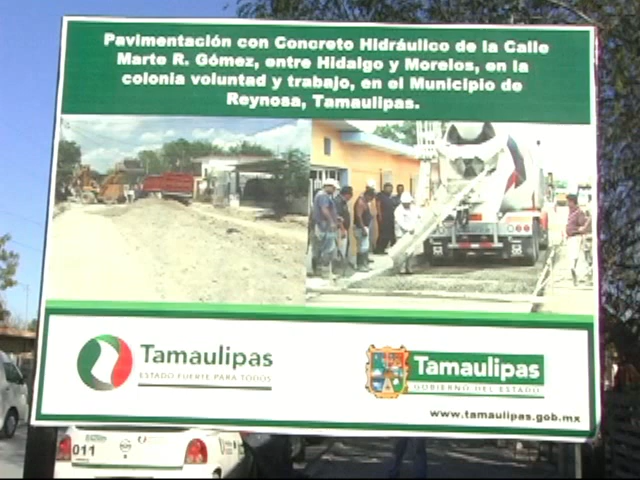 Pavimentación con Concreto Hidráulico de la Calle
Marte R. Gómez, entre Hidalgo y Morelos, en la
colonia voluntad y trabajo, en el Municipio de
Reynosa, Tamaulipas.
Tamaulipas
ESTADO FUERTE PARA TODOS
Tamaulipas
GOBIERNO DEL ESTADO
www.tamaulipas.gob.mx
011